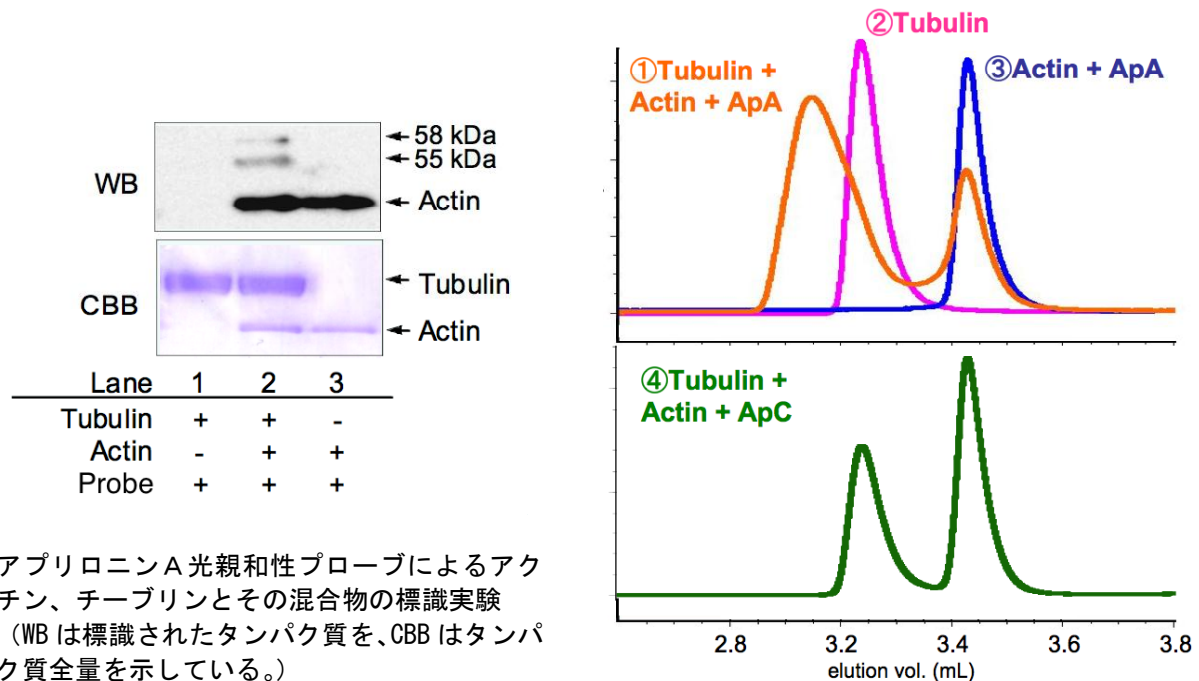 WB
58 kDa
55 kDa
Actin
CBB
Tubulin
Actin
Lane 1 2 3
Tubulin + + -
Actin - + +
Probe + + +
アプリロニンA光親和性プローブによるアク
チン、チーブリンとその混合物の標識実験
(WBは標識されたタンパク質を、CBBはタンパ
ク質全量を示している。)
①Tubulin +
Actin + ApA
②Tubulin
③Actin + ApA
④Tubulin +
Actin + ApC
2.8 3.2 3.4 3.6 3.8
elution vol. (mL)